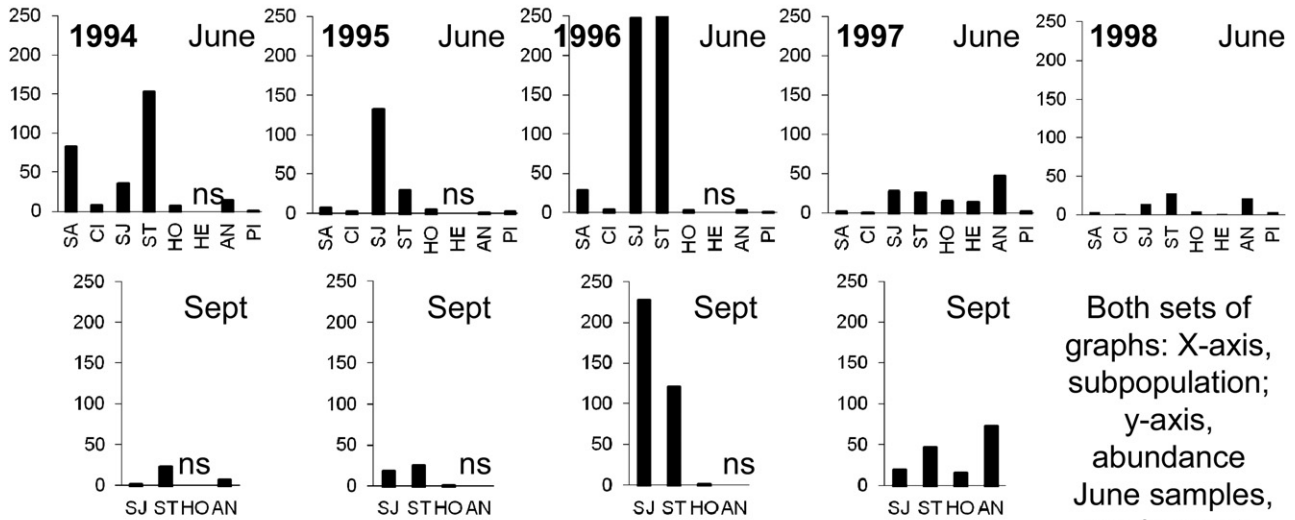 1994 June
250
200
150
100
50
0
ns
SA CI SJ ST HO HE AN PI
1995 June
250
200
150
100
50
0
ns
SA CI SJ ST HO HE AN PI
1996 June
250
200
150
100
50
0
ns
SA CI SJ ST HO HE AN PI
1997 June
250
200
150
100
50
0
SA CI SJ ST HO HE AN PI
1998 June
250
200
150
100
50
0
SA CI SJ ST HO HE AN PI
Sept
250
200
150
100
50
0
ns
SJ ST HO AN
Sept
250
200
150
100
50
0
ns
SJ ST HO AN
Sept
250
200
150
100
50
0
ns
SJ ST HO AN
Sept
250
200
150
100
50
0
SJ ST HO AN
Both sets of
graphs: X-axis,
subpopulation;
y-axis,
abundance
June samples,